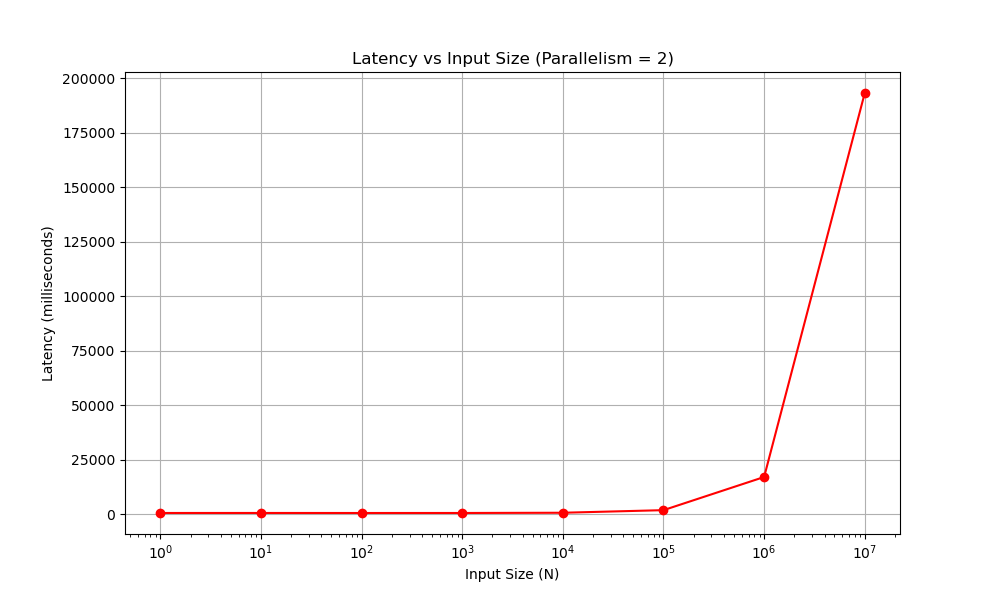 Latency vs Input Size (Parallelism = 2)
200000
175000
150000
125000
100000
75000
50000
25000
0
Latency (milliseconds)
10⁰ 10¹ 10² 10³ 10⁴ 10⁵ 10⁶ 10⁷
Input Size (N)